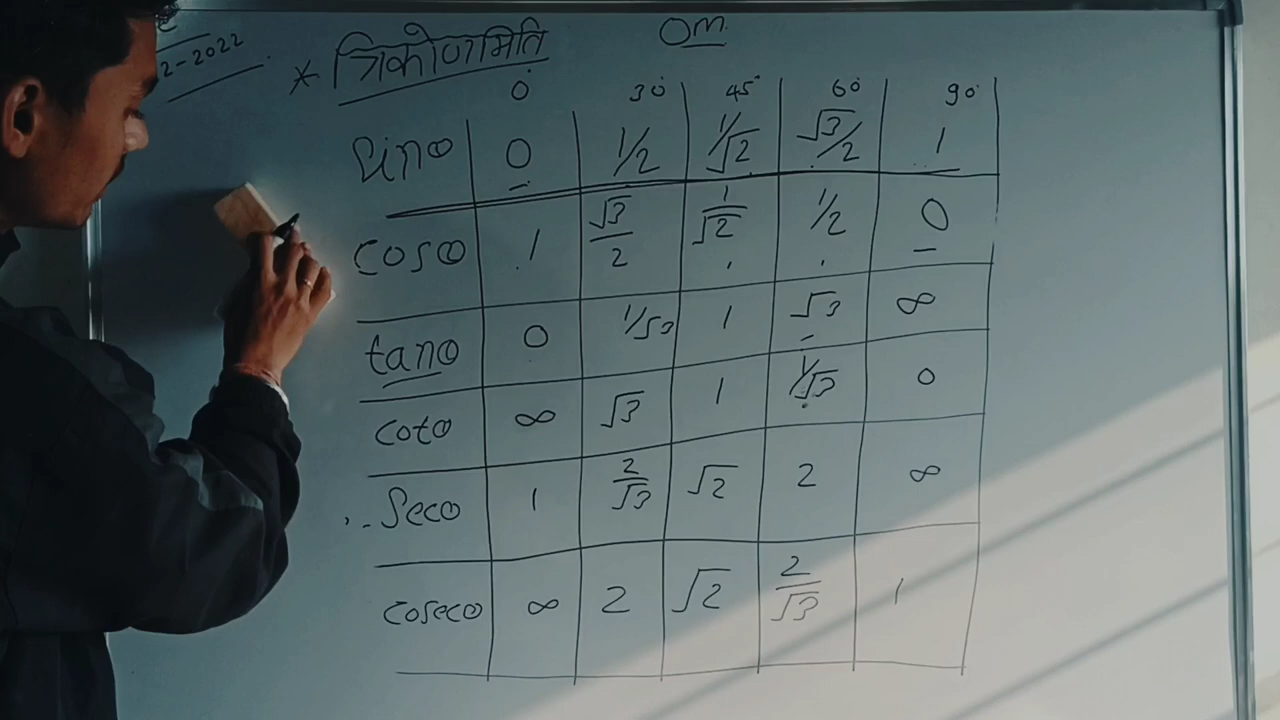 2-2022
* त्रिकोणमिति Om
0° 30° 45° 60° 90°
Sinθ 0 1/2 1/√2 √3/2 1
cosθ 1 √3/2 1/√2 1/2 0
tanθ 0 1/√3 1 √3 ∞
cotθ ∞ √3 1 1/√3 0
Secθ 1 2/√3 √2 2 ∞
cosecθ ∞ 2 √2 2/√3 1